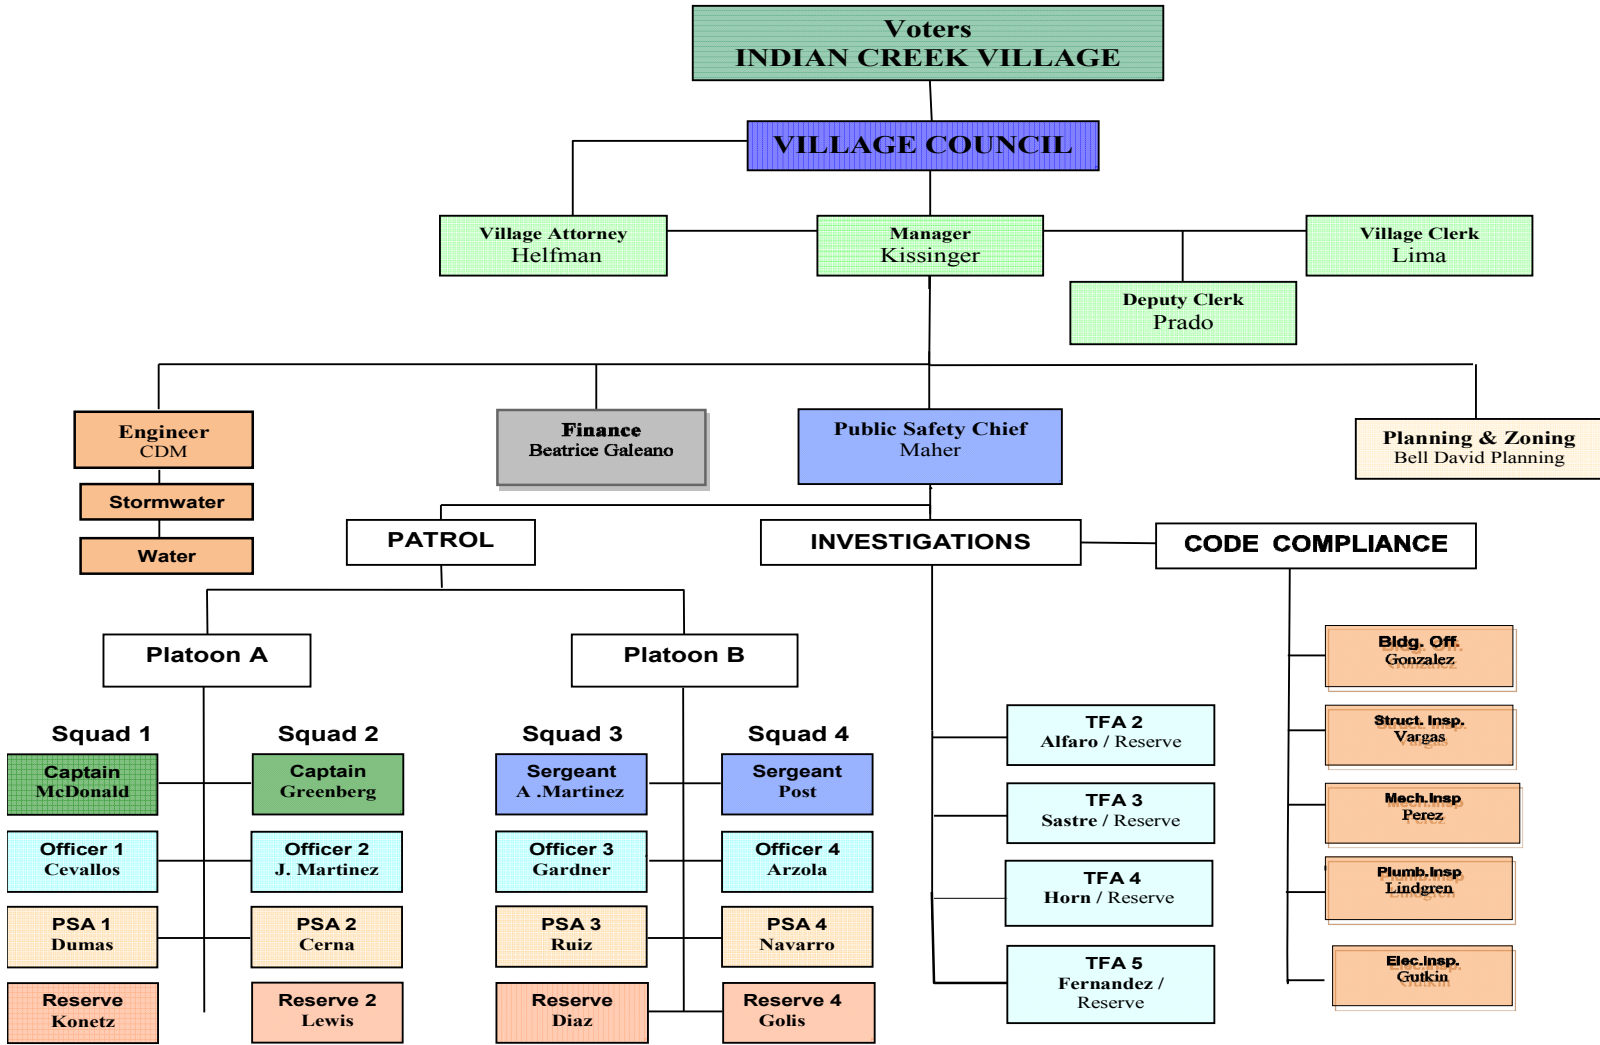 Voters
INDIAN CREEK VILLAGE
VILLAGE COUNCIL
Village Attorney
Helfman
Manager
Kissinger
Village Clerk
Lima
Deputy Clerk
Prado
Engineer
CDM
Stormwater
Water
Finance
Beatrice Galeano
Public Safety Chief
Maher
Planning & Zoning
Bell David Planning
PATROL
INVESTIGATIONS
CODE COMPLIANCE
Platoon A
Platoon B
Squad 1
Captain
McDonald
Officer 1
Cevallos
PSA 1
Dumas
Reserve
Konetz
Squad 2
Captain
Greenberg
Officer 2
J. Martinez
PSA 2
Cerna
Reserve 2
Lewis
Squad 3
Sergeant
A .Martinez
Officer 3
Gardner
PSA 3
Ruiz
Reserve
Diaz
Squad 4
Sergeant
Post
Officer 4
Arzola
PSA 4
Navarro
Reserve 4
Golis
TFA 2
Alfaro / Reserve
TFA 3
Sastre / Reserve
TFA 4
Horn / Reserve
TFA 5
Fernandez /
Reserve
Bldg. Off.
Gonzalez
Struct. Insp.
Vargas
Mech.Insp
Perez
Plumb.Insp
Lindgren
Elec.Insp.
Gutkin